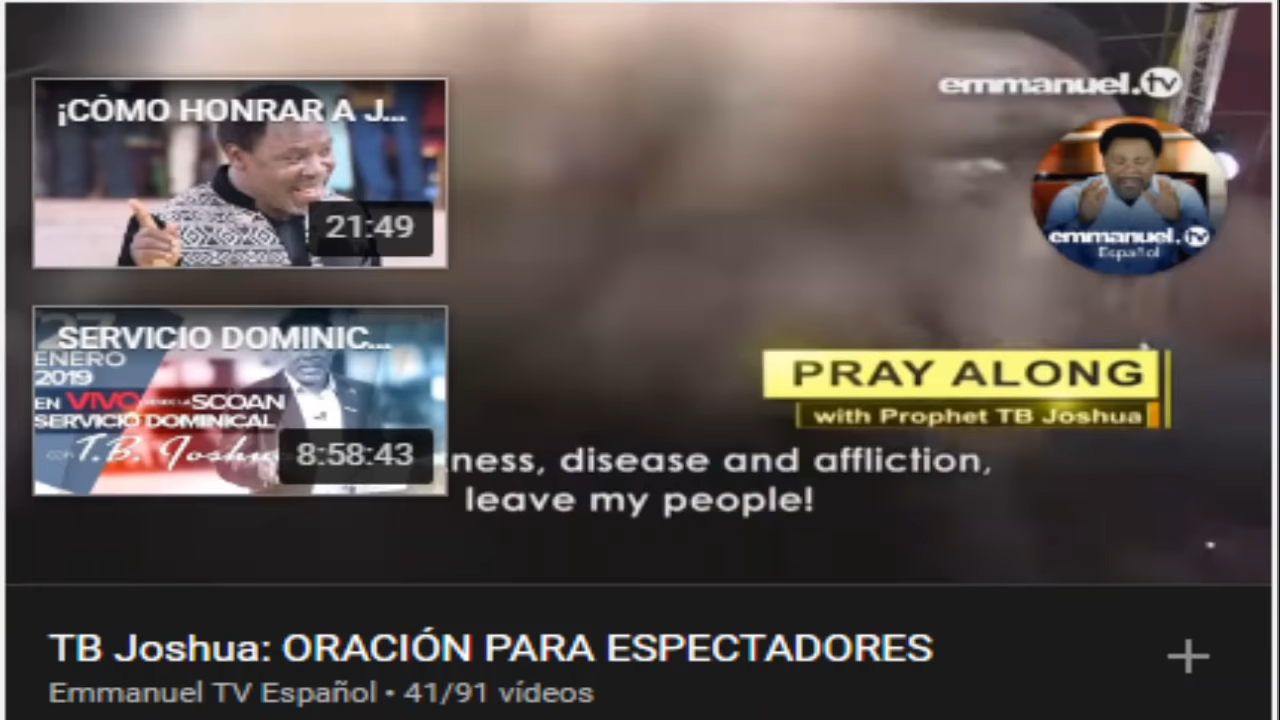 ¡CÓMO HONRAR A J...
21:49
SERVICIO DOMINIC...
27
ENERO
2019
EN VIVO SCOAN
SERVICIO DOMINICAL
T.B. Joshu
8:58:43
emmanuel.tv
emmanuel.tv
Español
PRAY ALONG
with Prophet TB Joshua
ness, disease and affliction,
leave my people!
TB Joshua: ORACIÓN PARA ESPECTADORES
Emmanuel TV Español • 41/91 vídeos